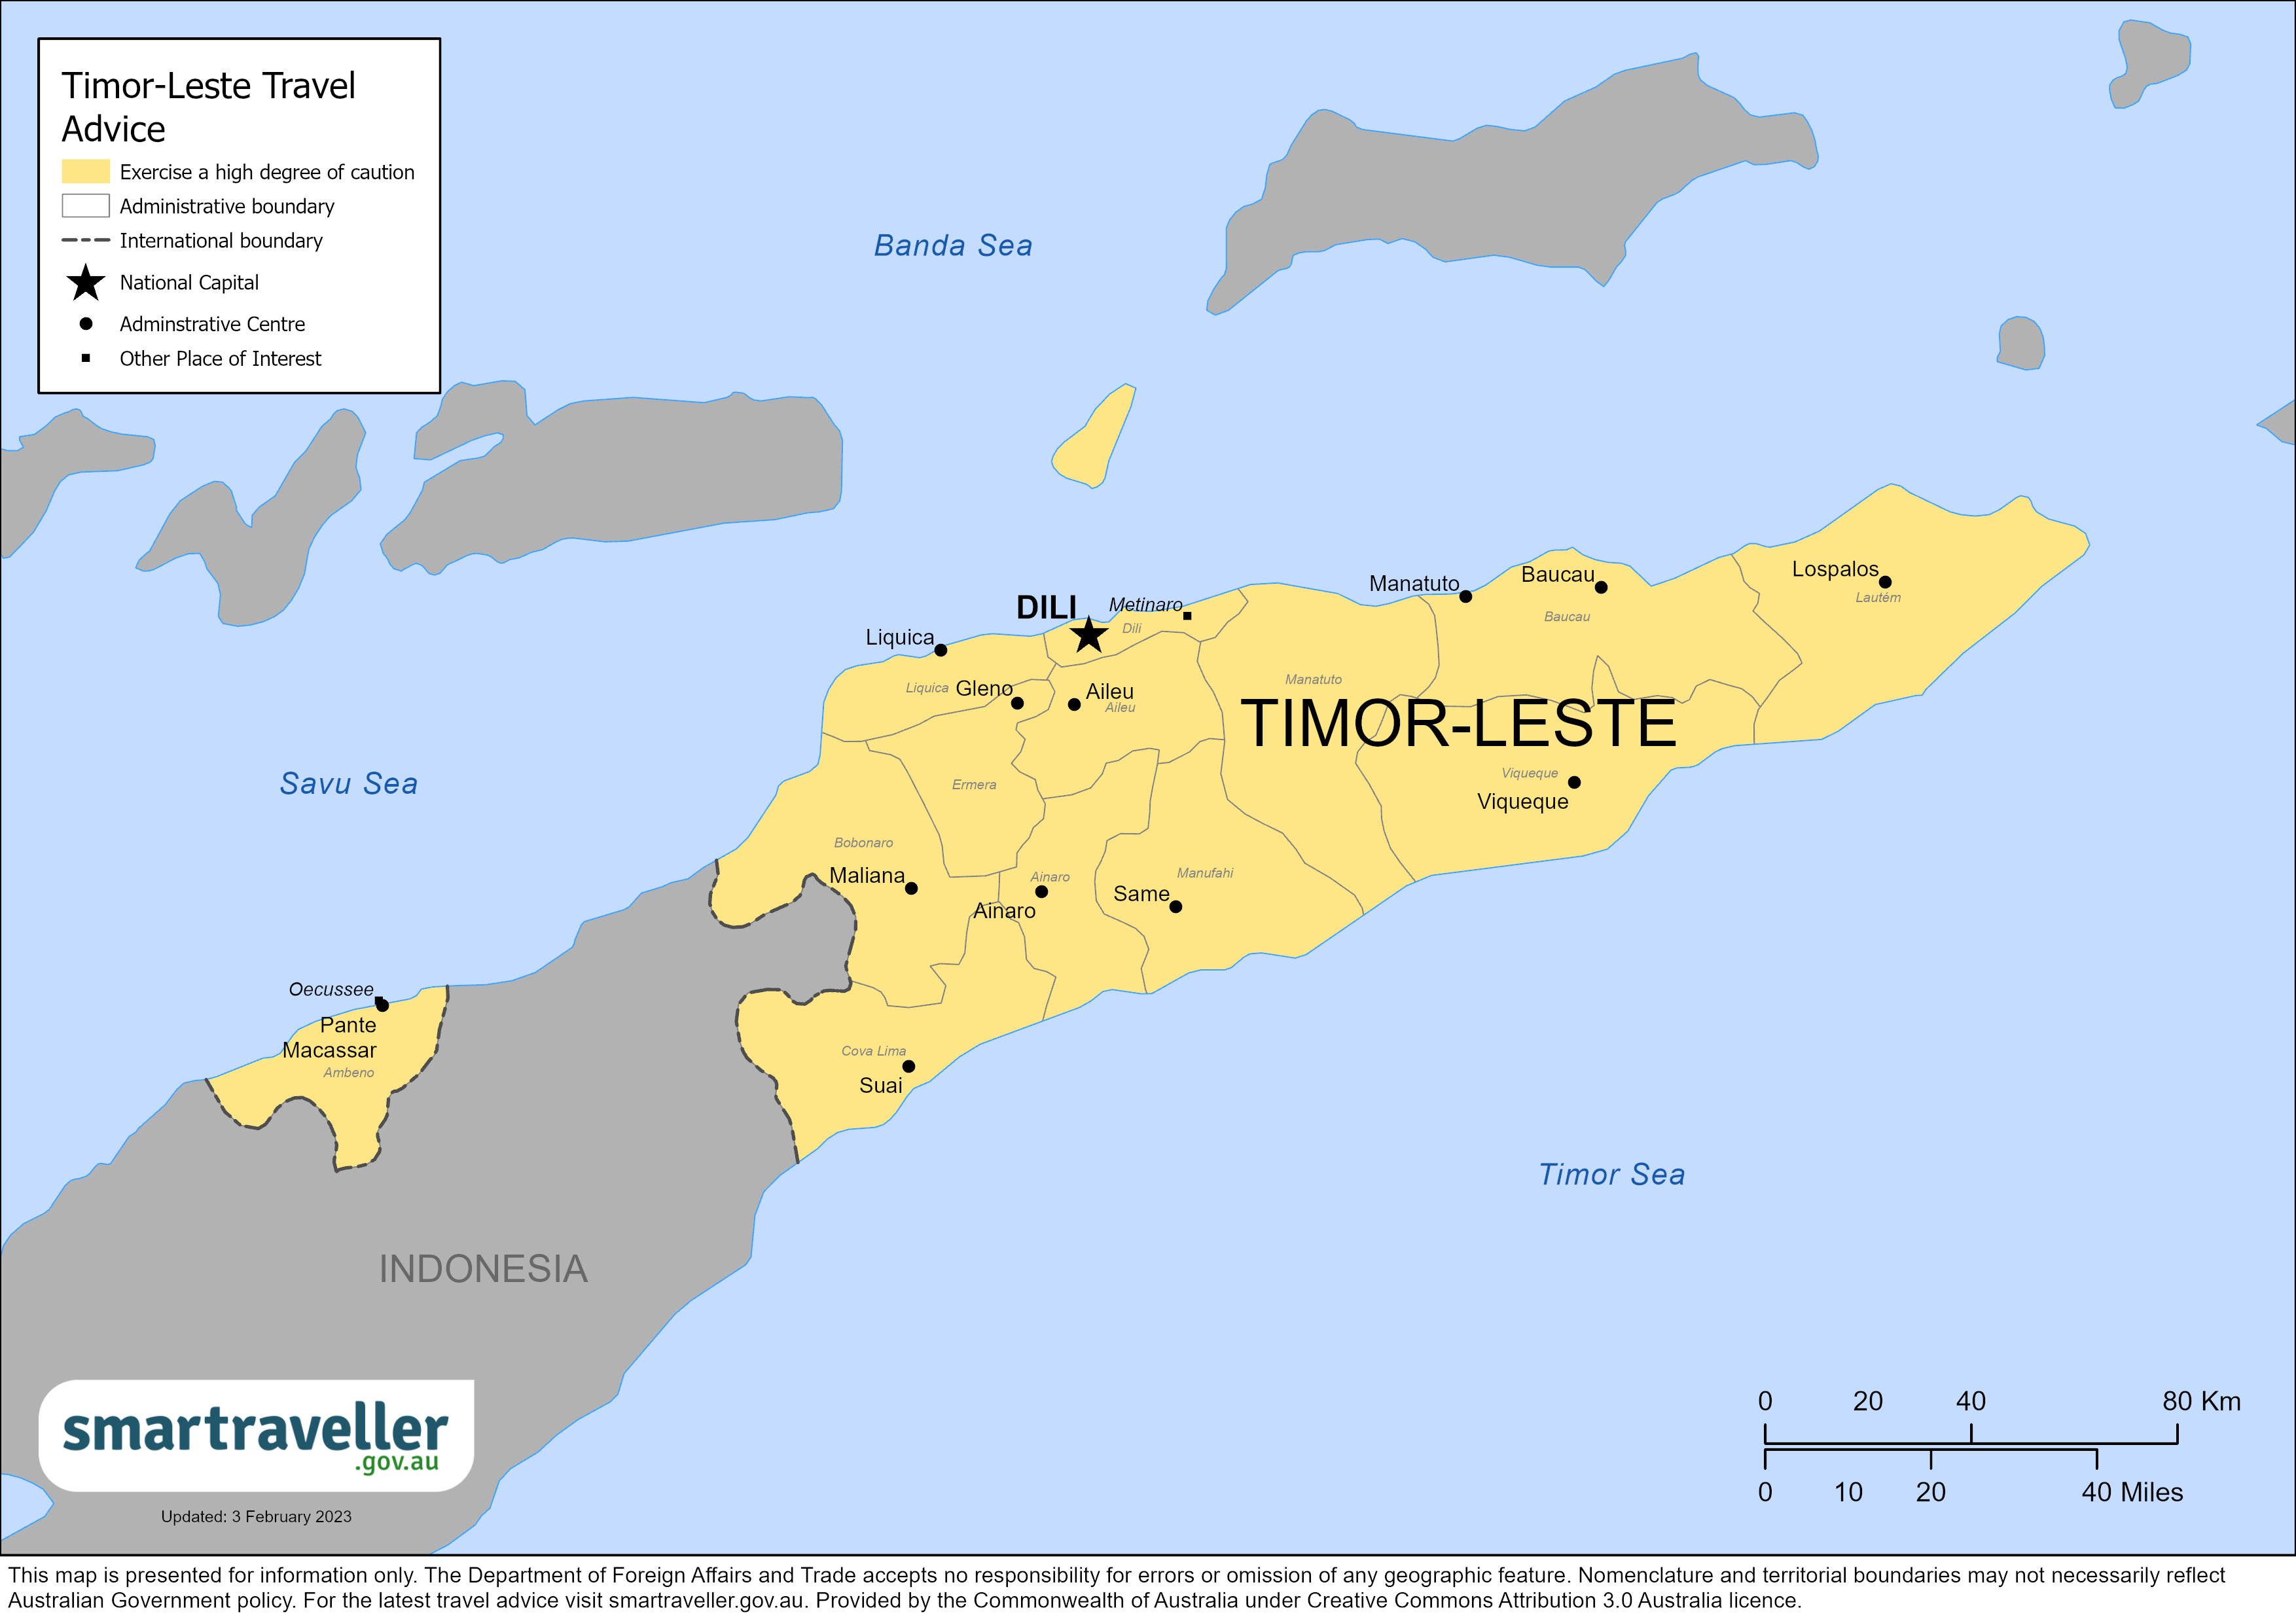 Timor-Leste Travel
Advice
Exercise a high degree of caution
Administrative boundary
International boundary
National Capital
Adminstrative Centre
Other Place of Interest
Banda Sea
Savu Sea
Timor Sea
DILI
Metinaro
Dili
Manatuto
Baucau
Baucau
Lospalos
Lautém
Liquica
Liquica
Gleno
Aileu
Aileu
Manatuto
TIMOR-LESTE
Ermera
Viqueque
Viqueque
Bobonaro
Maliana
Ainaro
Ainaro
Manufahi
Same
Oecussee
Pante
Macassar
Ambeno
Cova Lima
Suai
INDONESIA
smartraveller
.gov.au
Updated: 3 February 2023
0 20 40 80 Km
0 10 20 40 Miles
This map is presented for information only. The Department of Foreign Affairs and Trade accepts no responsibility for errors or omission of any geographic feature. Nomenclature and territorial boundaries may not necessarily reflect
Australian Government policy. For the latest travel advice visit smartraveller.gov.au. Provided by the Commonwealth of Australia under Creative Commons Attribution 3.0 Australia licence.